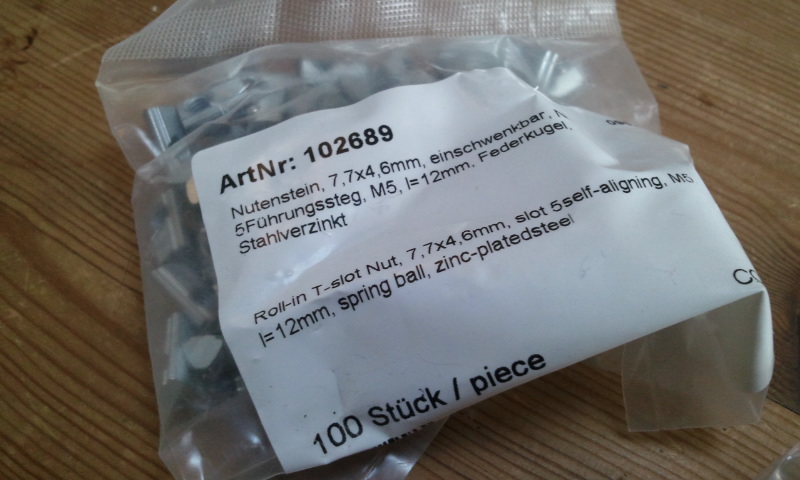 ArtNr: 102689
Nutenstein, 7,7x4,6mm, einschwenkbar, N
5Führungssteg, M5, l=12mm. Federkugel,
Stahlverzinkt
Roll-in T-slot Nut, 7,7x4,6mm, slot 5self-aligning, M5
l=12mm, spring ball, zinc-platedsteel
Co
100 Stück / piece